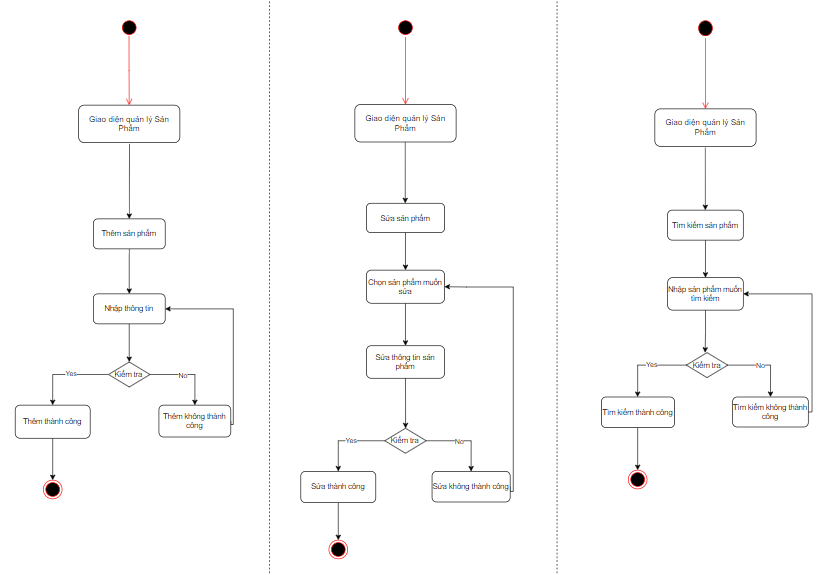 Giao diện quản lý Sản
Phẩm
Thêm sản phẩm
Nhập thông tin
Kiểm tra
Yes
No
Thêm thành công
Thêm không thành
công
Giao diện quản lý Sản
Phẩm
Sửa sản phẩm
Chọn sản phẩm muốn
sửa
Sửa thông tin sản
phẩm
Kiểm tra
Yes
No
Sửa thành công
Sửa không thành công
Giao diện quản lý Sản
Phẩm
Tìm kiếm sản phẩm
Nhập sản phẩm muốn
tìm kiếm
Kiểm tra
Yes
No
Tìm kiếm thành công
Tìm kiếm không thành
công